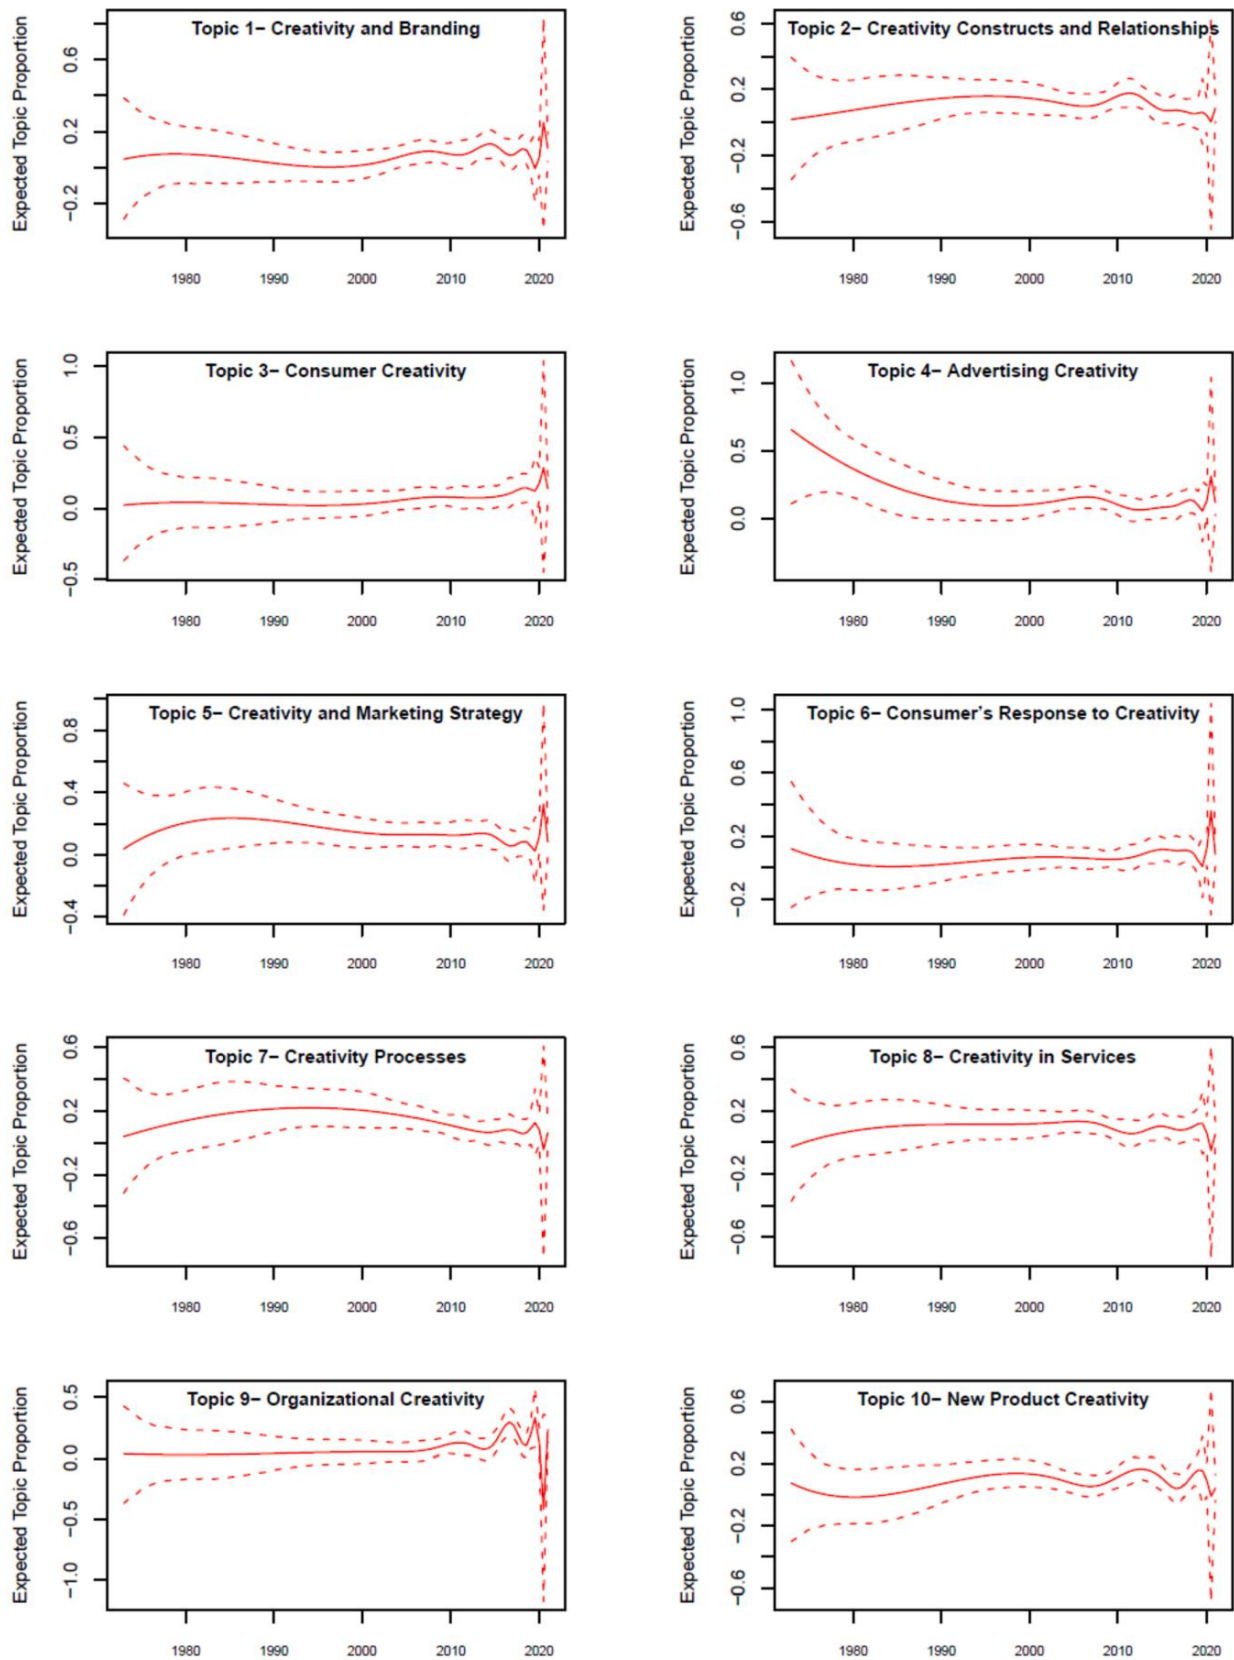 Topic 1− Creativity and Branding
Expected Topic Proportion
0.6
0.2
−0.2
1980 1990 2000 2010 2020
Topic 2− Creativity Constructs and Relationships
Expected Topic Proportion
0.6
0.2
−0.2
−0.6
1980 1990 2000 2010 2020
Topic 3− Consumer Creativity
Expected Topic Proportion
1.0
0.5
0.0
−0.5
1980 1990 2000 2010 2020
Topic 4− Advertising Creativity
Expected Topic Proportion
1.0
0.5
0.0
1980 1990 2000 2010 2020
Topic 5− Creativity and Marketing Strategy
Expected Topic Proportion
0.8
0.4
0.0
−0.4
1980 1990 2000 2010 2020
Topic 6− Consumer's Response to Creativity
Expected Topic Proportion
1.0
0.6
0.2
−0.2
1980 1990 2000 2010 2020
Topic 7− Creativity Processes
Expected Topic Proportion
0.6
0.2
−0.2
−0.6
1980 1990 2000 2010 2020
Topic 8− Creativity in Services
Expected Topic Proportion
0.6
0.2
−0.2
−0.6
1980 1990 2000 2010 2020
Topic 9− Organizational Creativity
Expected Topic Proportion
0.5
0.0
−0.5
−1.0
1980 1990 2000 2010 2020
Topic 10− New Product Creativity
Expected Topic Proportion
0.6
0.2
−0.2
−0.6
1980 1990 2000 2010 2020